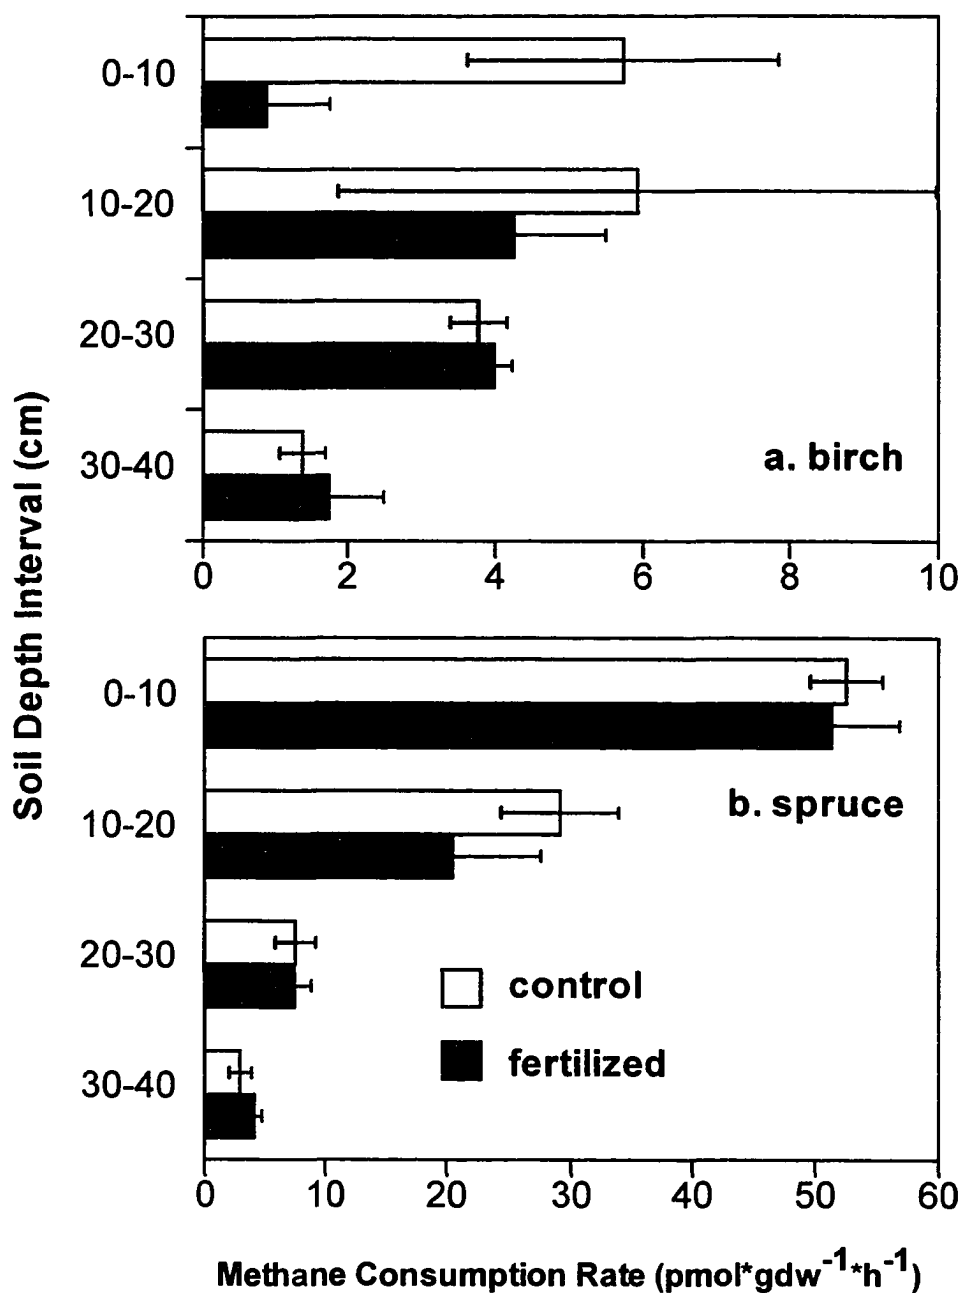 Soil Depth Interval (cm)
0-10
10-20
20-30
30-40
a. birch
0 2 4 6 8 10
0-10
10-20
20-30
30-40
b. spruce
control
fertilized
0 10 20 30 40 50 60
Methane Consumption Rate (pmol*gdw⁻¹*h⁻¹)